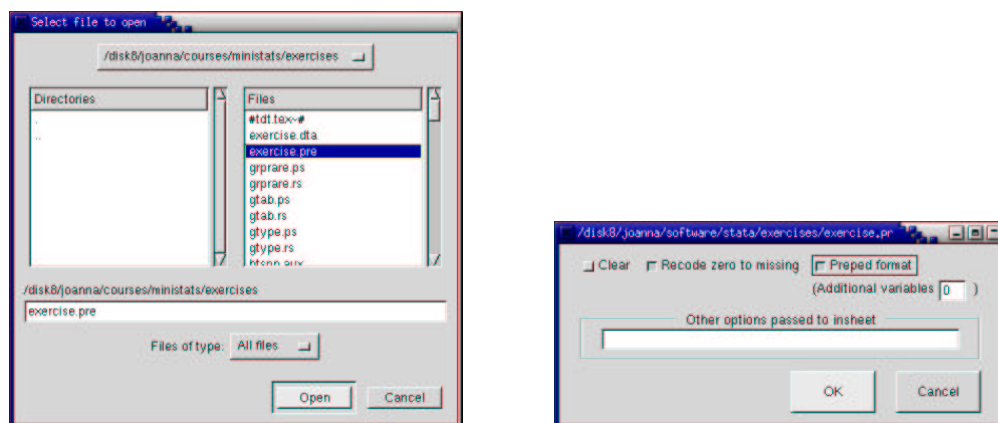 Select file to open
/disk8/joanna/courses/ministats/exercises
Directories
.
..
Files
#tdt.tex~#
exercise.dta
exercise.pre
grprare.ps
grprare.rs
gtab.ps
gtab.rs
gtype.ps
gtype.rs
/disk8/joanna/courses/ministats/exercises
exercise.pre
Files of type: All files
Open Cancel
/disk8/joanna/software/stata/exercises/exercise.pr
Clear Recode zero to missing Preped format
(Additional variables 0 )
Other options passed to insheet
OK Cancel